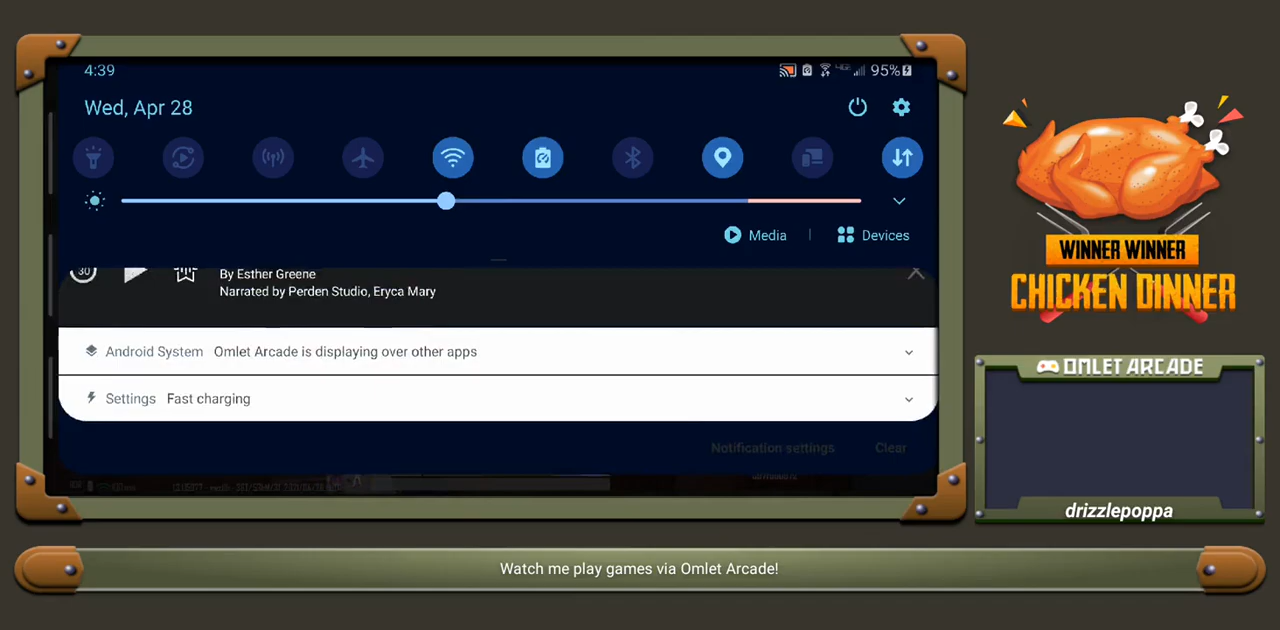 4:39
95%
Wed, Apr 28
Media | Devices
30
By Esther Greene
Narrated by Perden Studio, Eryca Mary
Android System Omlet Arcade is displaying over other apps
Settings Fast charging
Notification settings Clear
WINNER WINNER
CHICKEN DINNER
OMLET ARCADE
drizzlepoppa
Watch me play games via Omlet Arcade!